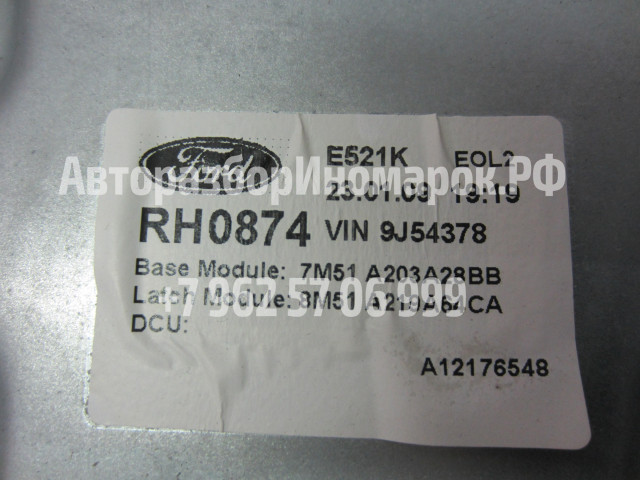 Ford E521K EOL2
АвторазборИномарок.РФ
23.01.09 19:19
RH0874 VIN 9J54378
Base Module: 7M51 A203A28BB
+7 962 57 06 999
Latch Module: 8M51 A219A64CA
DCU:
A12176548